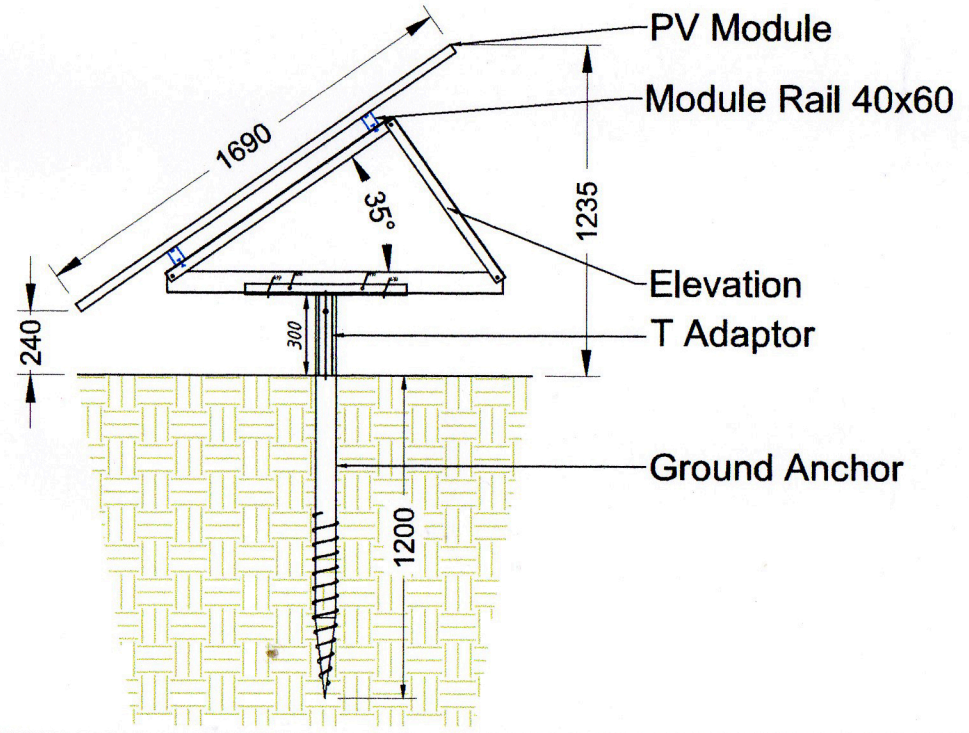 PV Module
Module Rail 40x60
1690
35°
1235
Elevation
240
300
T Adaptor
Ground Anchor
1200